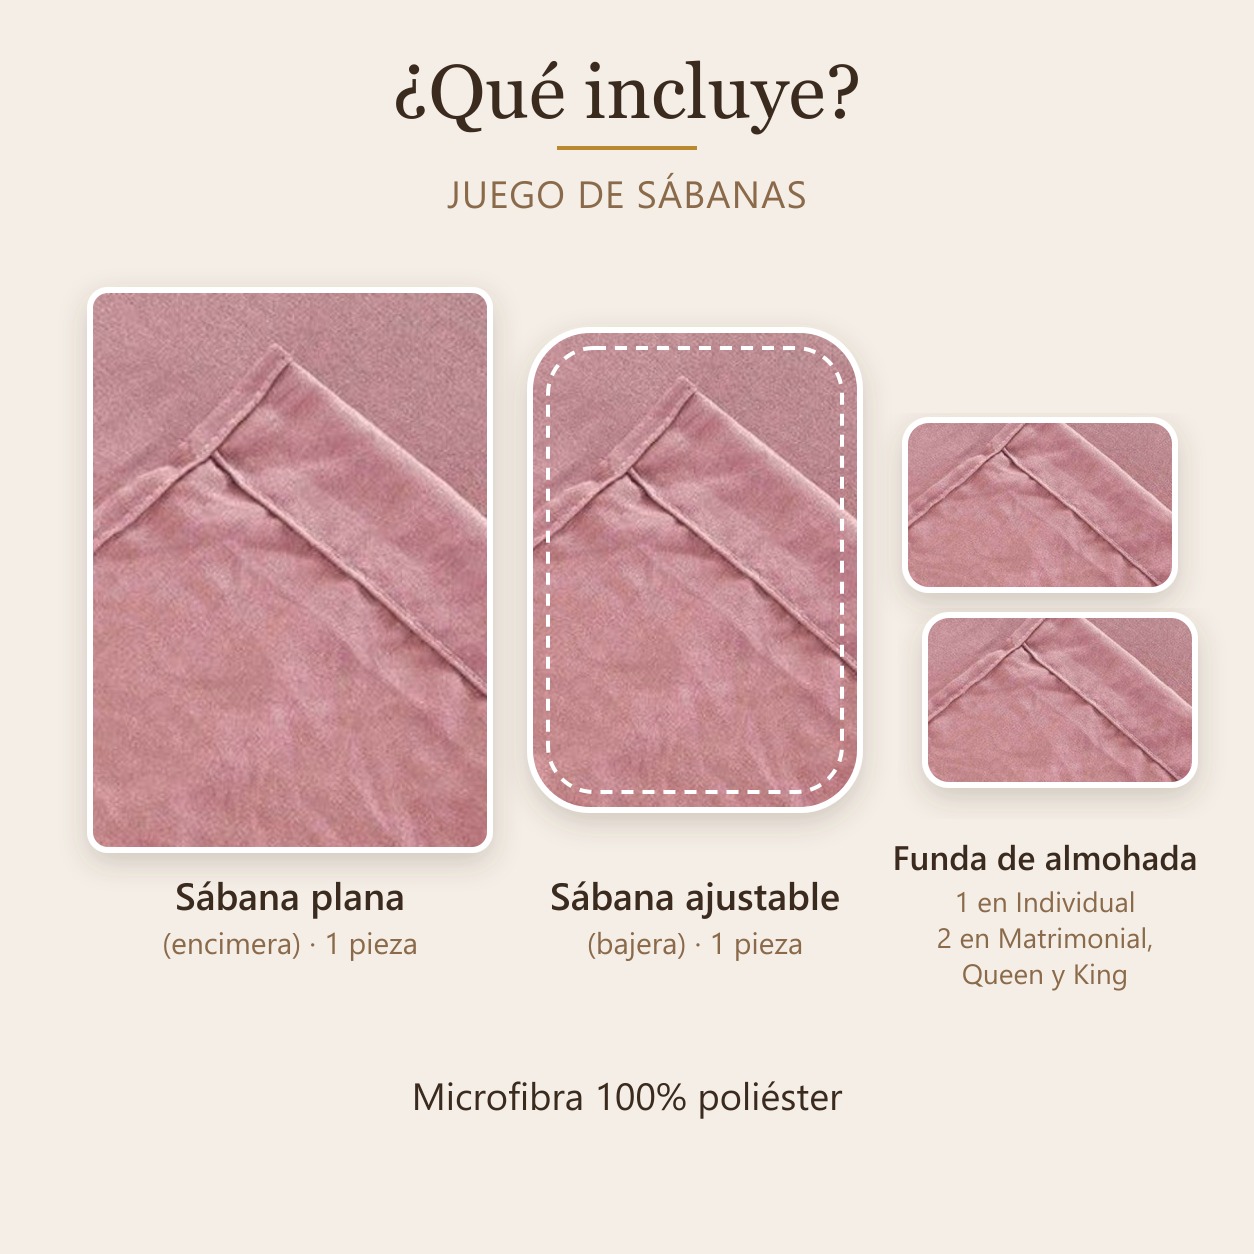 ¿Qué incluye?
JUEGO DE SÁBANAS
Sábana plana
(encimera) · 1 pieza
Sábana ajustable
(bajera) · 1 pieza
Funda de almohada
1 en Individual
2 en Matrimonial,
Queen y King
Microfibra 100% poliéster